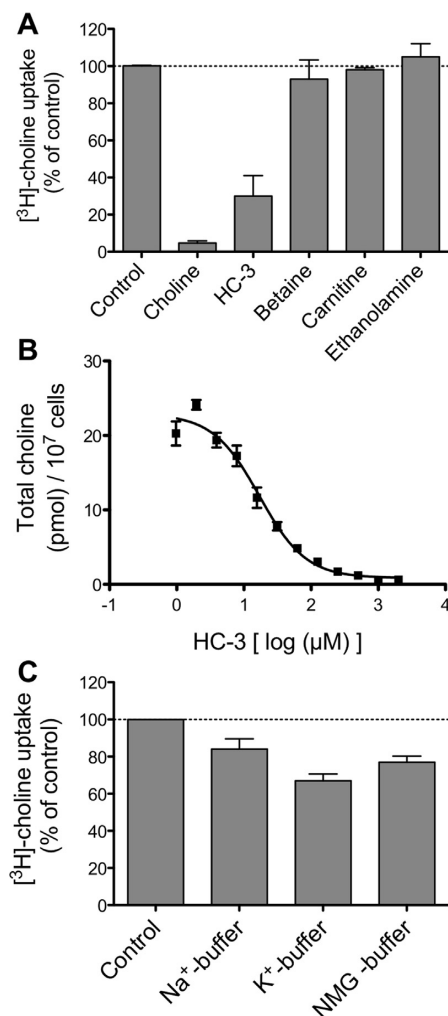 A
[³H]-choline uptake
(% of control)
120
100
80
60
40
20
0
Control
Choline
HC-3
Betaine
Carnitine
Ethanolamine
B
Total choline
(pmol) / 10⁷ cells
30
20
10
0
-1 0 1 2 3 4
HC-3 [ log (µM) ]
C
[³H]-choline uptake
(% of control)
120
100
80
60
40
20
0
Control
Na⁺-buffer
K⁺-buffer
NMG -buffer